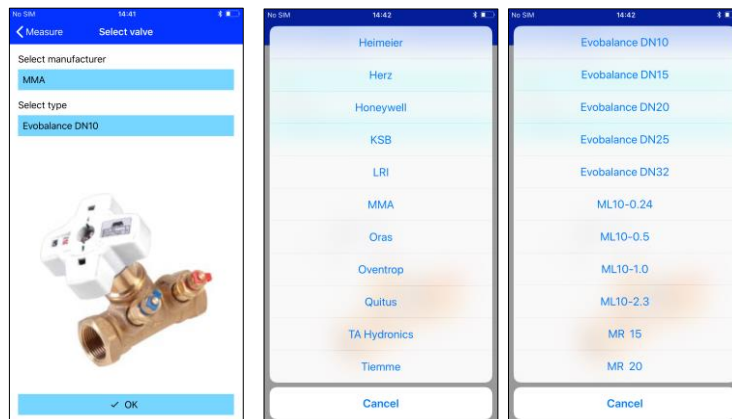 No SIM 14:41
Measure Select valve
Select manufacturer
MMA
Select type
Evobalance DN10
✓ OK
No SIM 14:42
Heimeier
Herz
Honeywell
KSB
LRI
MMA
Oras
Oventrop
Quitus
TA Hydronics
Tiemme
Cancel
No SIM 14:42
Evobalance DN10
Evobalance DN15
Evobalance DN20
Evobalance DN25
Evobalance DN32
ML10-0.24
ML10-0.5
ML10-1.0
ML10-2.3
MR 15
MR 20
Cancel